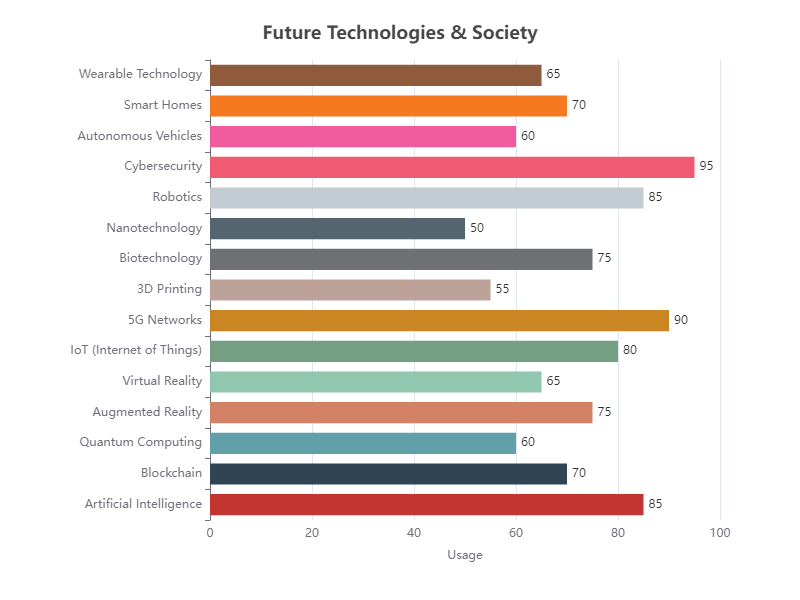 Future Technologies & Society
Wearable Technology 65
Smart Homes 70
Autonomous Vehicles 60
Cybersecurity 95
Robotics 85
Nanotechnology 50
Biotechnology 75
3D Printing 55
5G Networks 90
IoT (Internet of Things) 80
Virtual Reality 65
Augmented Reality 75
Quantum Computing 60
Blockchain 70
Artificial Intelligence 85
0 20 40 60 80 100
Usage